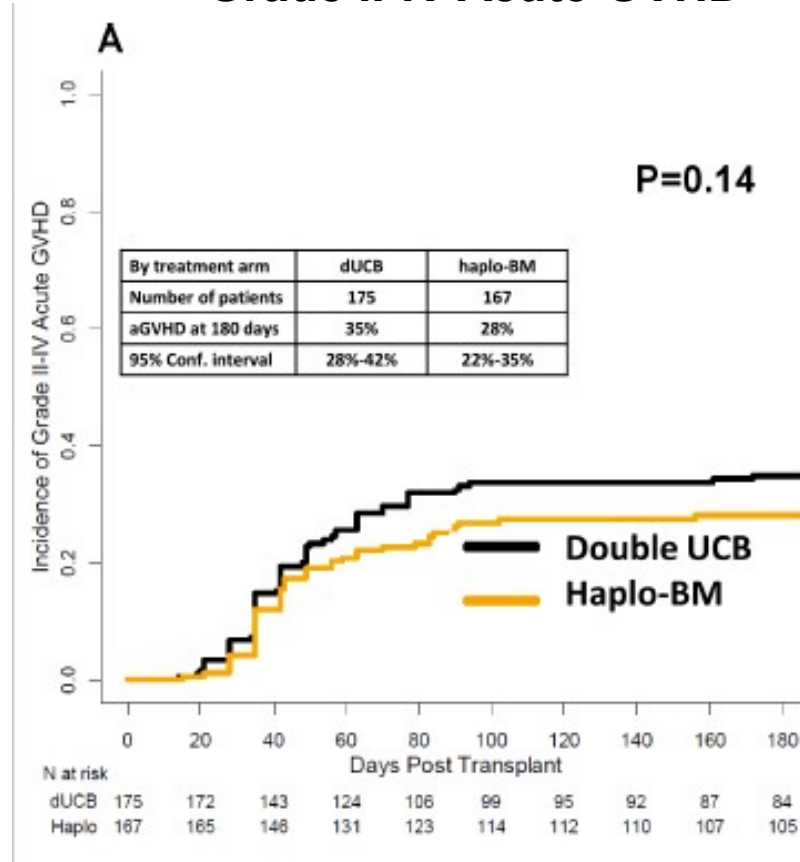 A
P=0.14
1.0
0.8
0.6
0.4
0.2
0.0
Incidence of Grade II-IV Acute GVHD
By treatment arm dUCB haplo-BM
Number of patients 175 167
aGVHD at 180 days 35% 28%
95% Conf. interval 28%-42% 22%-35%
Double UCB
Haplo-BM
0 20 40 60 80 100 120 140 160 180
Days Post Transplant
N at risk
dUCB 175 172 143 124 106 99 95 92 87 84
Haplo 167 165 146 131 123 114 112 110 107 105